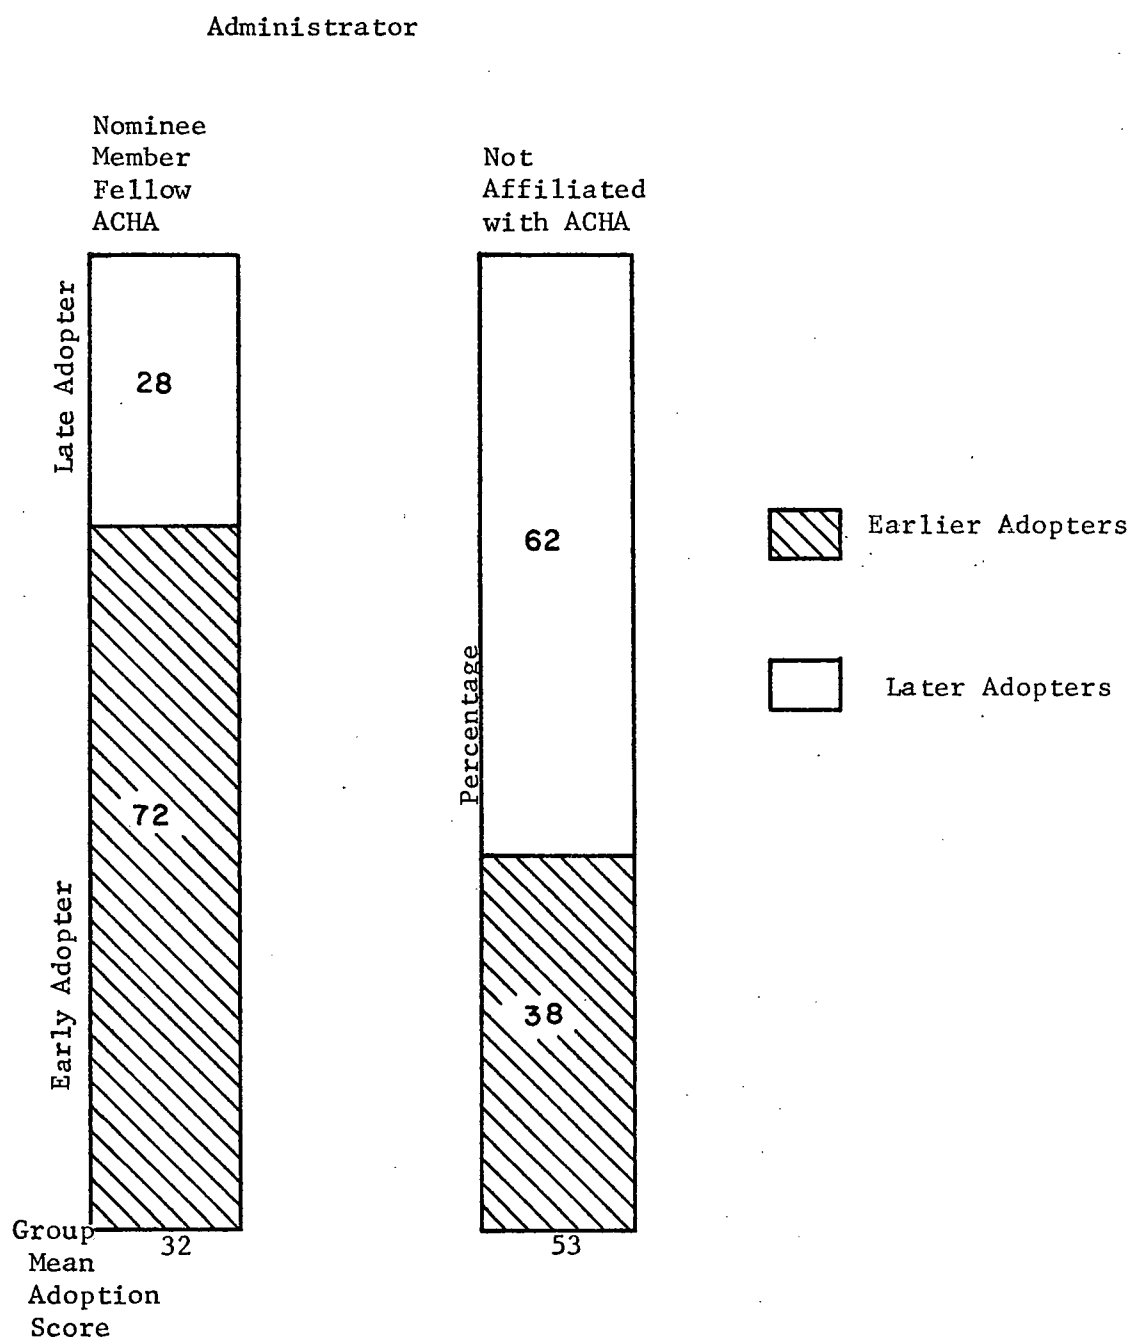 Administrator
Nominee
Member
Fellow
ACHA
Not
Affiliated
with ACHA
Late Adopter
28
62
Earlier Adopters
Later Adopters
Percentage
72
Early Adopter
38
Group
Mean
Adoption
Score
32
53